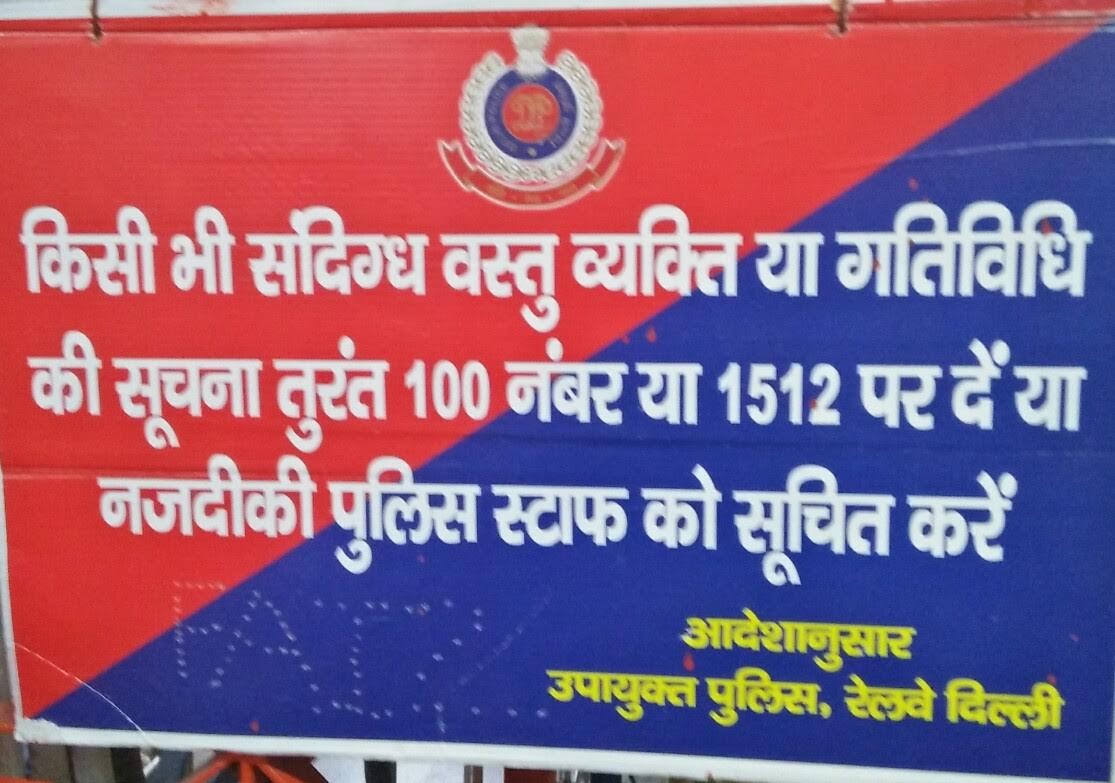 किसी भी संदिग्ध वस्तु व्यक्ति या गतिविधि
की सूचना तुरंत 100 नंबर या 1512 पर दें या
नजदीकी पुलिस स्टाफ को सूचित करें
आदेशानुसार
उपायुक्त पुलिस, रेलवे दिल्ली